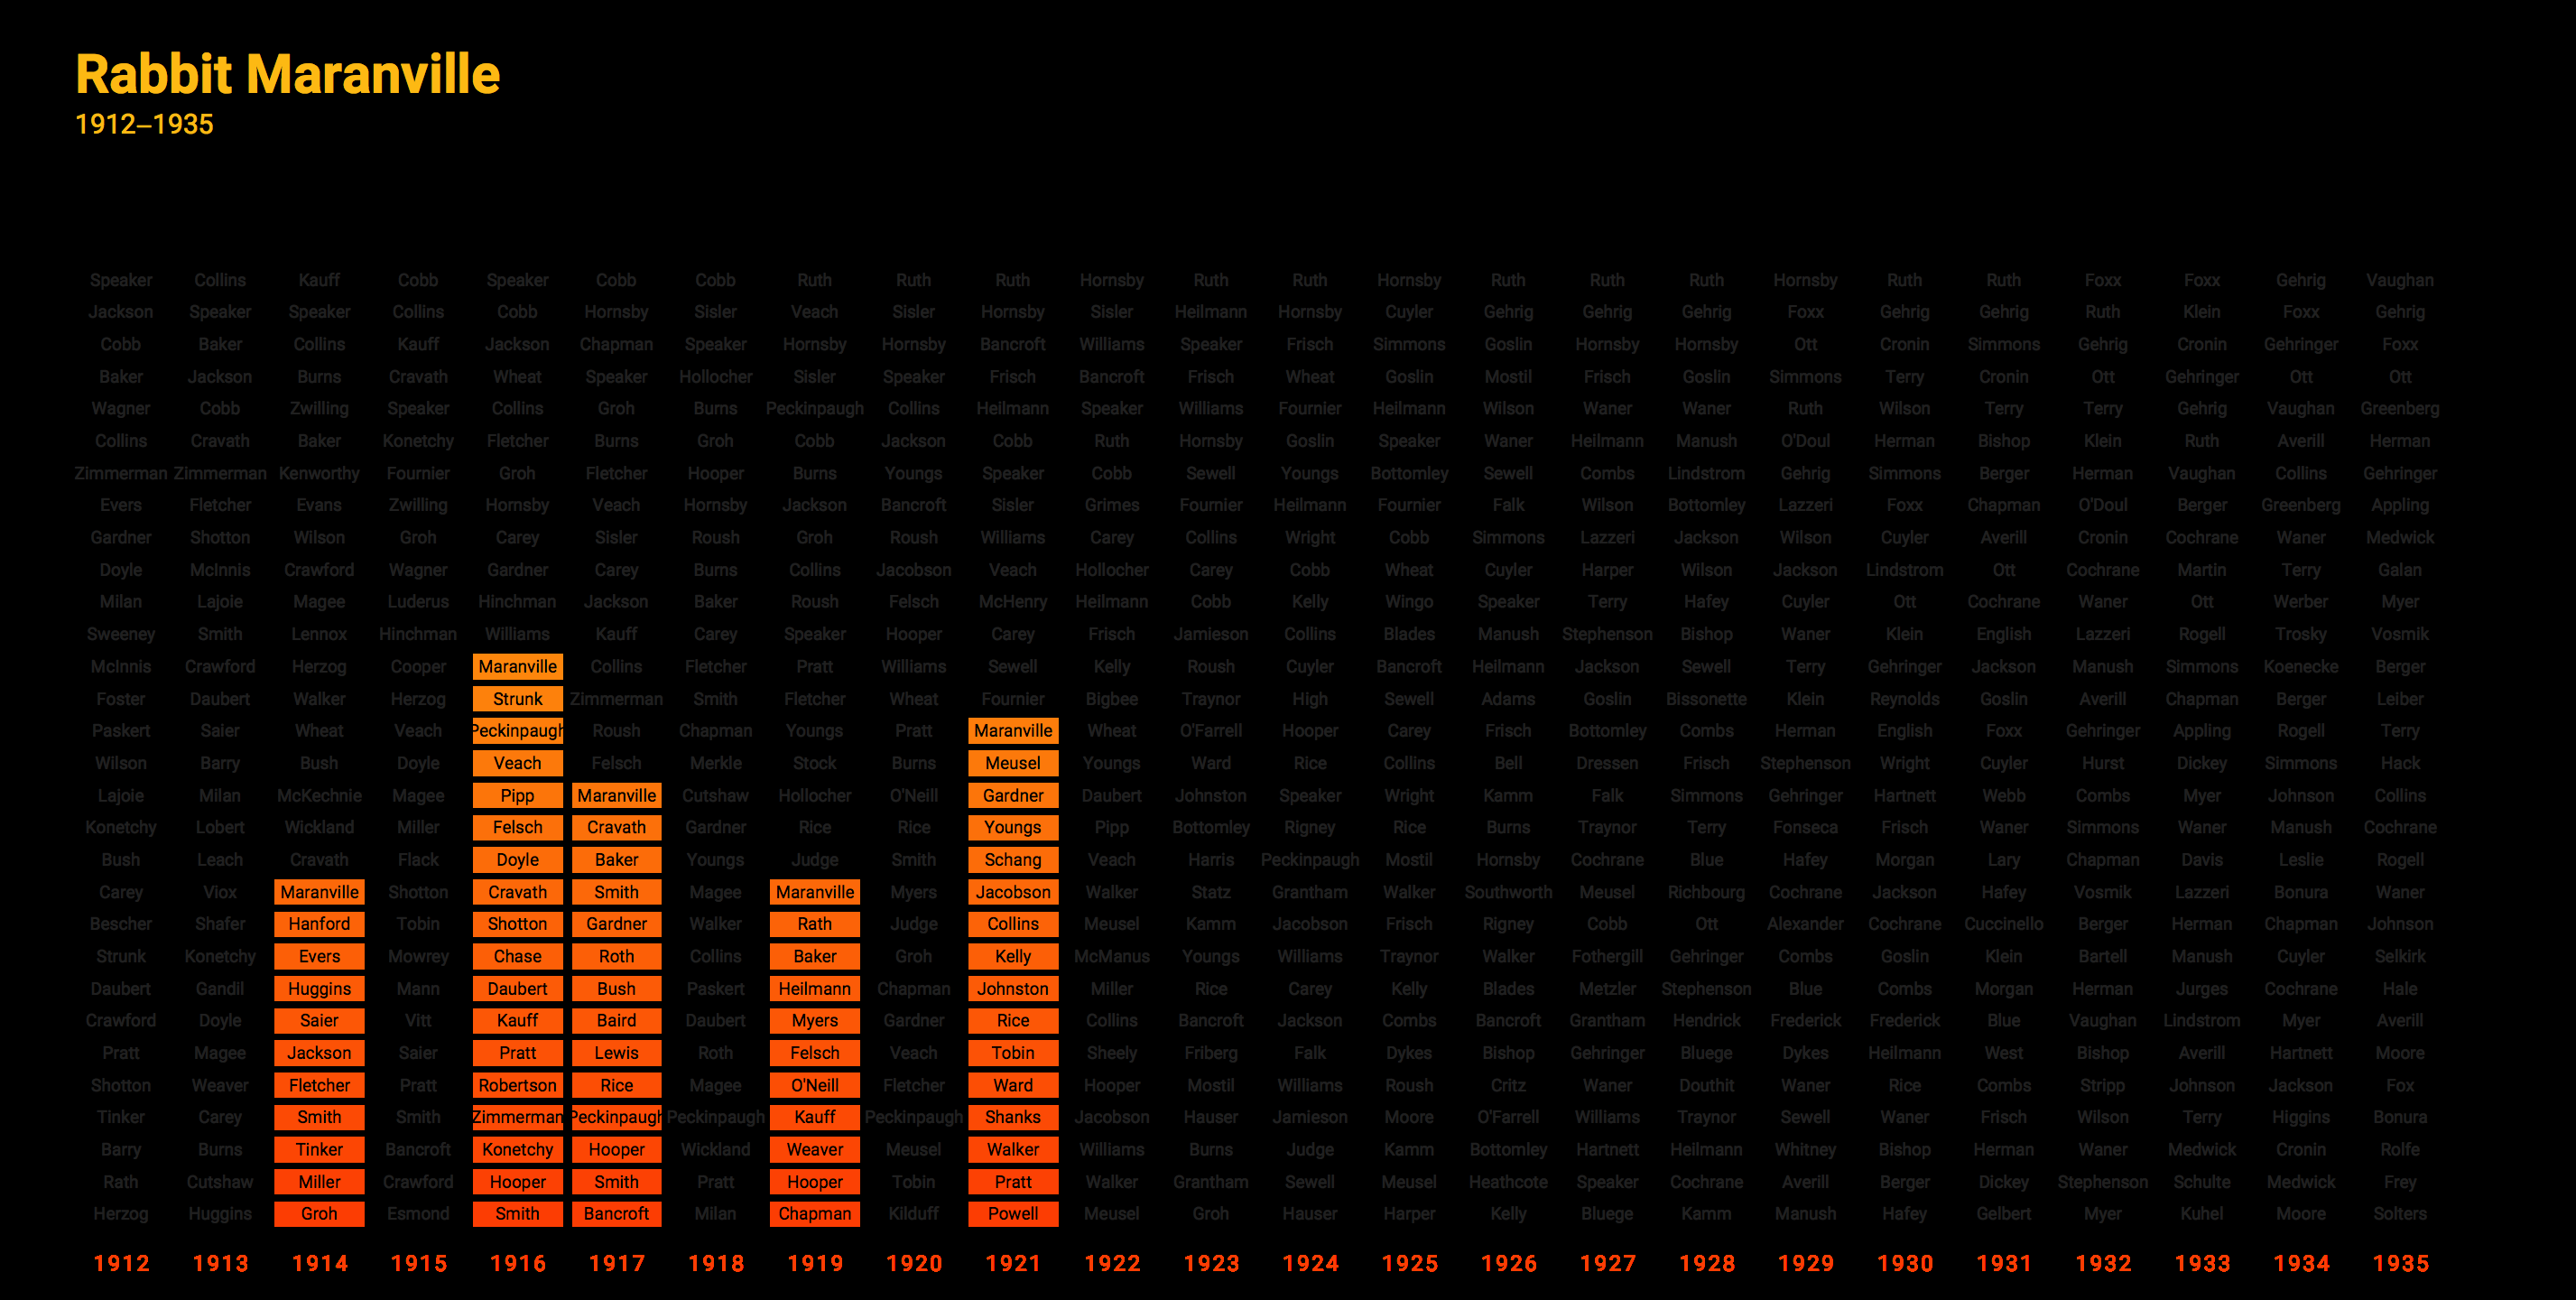 Rabbit Maranville
1912–1935
Speaker Collins Kauff Cobb Speaker Cobb Cobb Ruth Ruth Ruth Hornsby Ruth Ruth Hornsby Ruth Ruth Ruth Hornsby Ruth Ruth Foxx Foxx Gehrig Vaughan
Jackson Speaker Speaker Collins Cobb Hornsby Sisler Veach Sisler Hornsby Sisler Heilmann Hornsby Cuyler Gehrig Gehrig Gehrig Foxx Gehrig Gehrig Ruth Klein Foxx Gehrig
Cobb Baker Collins Kauff Jackson Chapman Speaker Hornsby Hornsby Bancroft Williams Speaker Frisch Simmons Goslin Hornsby Hornsby Ott Cronin Simmons Gehrig Cronin Gehringer Foxx
Baker Jackson Burns Cravath Wheat Speaker Hollocher Sisler Speaker Frisch Bancroft Frisch Wheat Goslin Mostil Frisch Goslin Simmons Terry Cronin Ott Gehringer Ott Ott
Wagner Cobb Zwilling Speaker Collins Groh Burns Peckinpaugh Collins Heilmann Speaker Williams Fournier Heilmann Wilson Waner Waner Ruth Wilson Terry Terry Gehrig Vaughan Greenberg
Collins Cravath Baker Konetchy Fletcher Burns Groh Cobb Jackson Cobb Ruth Hornsby Goslin Speaker Waner Heilmann Manush O'Doul Herman Bishop Klein Ruth Averill Herman
Zimmerman Zimmerman Kenworthy Fournier Groh Fletcher Hooper Burns Youngs Speaker Cobb Sewell Youngs Bottomley Sewell Combs Lindstrom Gehrig Simmons Berger Herman Vaughan Collins Gehringer
Evers Fletcher Evans Zwilling Hornsby Veach Hornsby Jackson Bancroft Sisler Grimes Fournier Heilmann Fournier Falk Wilson Bottomley Lazzeri Foxx Chapman O'Doul Berger Greenberg Appling
Gardner Shotton Wilson Groh Carey Sisler Roush Groh Roush Williams Carey Collins Wright Cobb Simmons Lazzeri Jackson Wilson Cuyler Averill Cronin Cochrane Waner Medwick
Doyle McInnis Crawford Wagner Gardner Carey Burns Collins Jacobson Veach Hollocher Carey Cobb Wheat Cuyler Harper Wilson Jackson Lindstrom Ott Cochrane Martin Terry Galan
Milan Lajoie Magee Luderus Hinchman Jackson Baker Roush Felsch McHenry Heilmann Cobb Kelly Wingo Speaker Terry Hafey Cuyler Ott Cochrane Waner Ott Werber Myer
Sweeney Smith Lennox Hinchman Williams Kauff Carey Speaker Hooper Carey Frisch Jamieson Collins Blades Manush Stephenson Bishop Waner Klein English Lazzeri Rogell Trosky Vosmik
McInnis Crawford Herzog Cooper Maranville Collins Fletcher Pratt Williams Sewell Kelly Roush Cuyler Bancroft Heilmann Jackson Sewell Terry Gehringer Jackson Manush Simmons Koenecke Berger
Foster Daubert Walker Herzog Strunk Zimmerman Smith Fletcher Wheat Fournier Bigbee Traynor High Sewell Adams Goslin Bissonette Klein Reynolds Goslin Averill Chapman Berger Leiber
Paskert Saier Wheat Veach Peckinpaugh Roush Chapman Youngs Pratt Maranville Wheat O'Farrell Hooper Carey Frisch Bottomley Combs Herman English Foxx Gehringer Appling Rogell Terry
Wilson Barry Bush Doyle Veach Felsch Merkle Stock Burns Meusel Youngs Ward Rice Collins Bell Dressen Frisch Stephenson Wright Cuyler Hurst Dickey Simmons Hack
Lajoie Milan McKechnie Magee Pipp Maranville Cutshaw Hollocher O'Neill Gardner Daubert Johnston Speaker Wright Kamm Falk Simmons Gehringer Hartnett Webb Combs Myer Johnson Collins
Konetchy Lobert Wickland Miller Felsch Cravath Gardner Rice Rice Youngs Pipp Bottomley Rigney Rice Burns Traynor Terry Fonseca Frisch Waner Simmons Waner Manush Cochrane
Bush Leach Cravath Flack Doyle Baker Youngs Judge Smith Schang Veach Harris Peckinpaugh Mostil Hornsby Cochrane Blue Hafey Morgan Lary Chapman Davis Leslie Rogell
Carey Viox Maranville Shotton Cravath Smith Magee Maranville Myers Jacobson Walker Statz Grantham Walker Southworth Meusel Richbourg Cochrane Jackson Hafey Vosmik Lazzeri Bonura Waner
Bescher Shafer Hanford Tobin Shotton Gardner Walker Rath Judge Collins Meusel Kamm Jacobson Frisch Rigney Cobb Ott Alexander Cochrane Cuccinello Berger Herman Chapman Johnson
Strunk Konetchy Evers Mowrey Chase Roth Collins Baker Groh Kelly McManus Youngs Williams Traynor Walker Fothergill Gehringer Combs Goslin Klein Bartell Manush Cuyler Selkirk
Daubert Gandil Huggins Mann Daubert Bush Paskert Heilmann Chapman Johnston Miller Rice Carey Kelly Blades Metzler Stephenson Blue Combs Morgan Herman Jurges Cochrane Hale
Crawford Doyle Saier Vitt Kauff Baird Daubert Myers Gardner Rice Collins Bancroft Jackson Combs Bancroft Grantham Hendrick Frederick Frederick Blue Vaughan Lindstrom Myer Averill
Pratt Magee Jackson Saier Pratt Lewis Roth Felsch Veach Tobin Sheely Friberg Falk Dykes Bishop Gehringer Bluege Dykes Heilmann West Bishop Averill Hartnett Moore
Shotton Weaver Fletcher Pratt Robertson Rice Magee O'Neill Fletcher Ward Hooper Mostil Williams Roush Critz Waner Douthit Waner Rice Combs Stripp Johnson Jackson Fox
Tinker Carey Smith Smith Zimmerman Peckinpaugh Peckinpaugh Kauff Peckinpaugh Shanks Jacobson Hauser Jamieson Moore O'Farrell Williams Traynor Sewell Waner Frisch Wilson Terry Higgins Bonura
Barry Burns Tinker Bancroft Konetchy Hooper Wickland Weaver Meusel Walker Williams Burns Judge Kamm Bottomley Hartnett Heilmann Whitney Bishop Herman Waner Medwick Cronin Rolfe
Rath Cutshaw Miller Crawford Hooper Smith Pratt Hooper Tobin Pratt Walker Grantham Sewell Meusel Heathcote Speaker Cochrane Averill Berger Dickey Stephenson Schulte Medwick Frey
Herzog Huggins Groh Esmond Smith Bancroft Milan Chapman Kilduff Powell Meusel Groh Hauser Harper Kelly Bluege Kamm Manush Hafey Gelbert Myer Kuhel Moore Solters
1912 1913 1914 1915 1916 1917 1918 1919 1920 1921 1922 1923 1924 1925 1926 1927 1928 1929 1930 1931 1932 1933 1934 1935